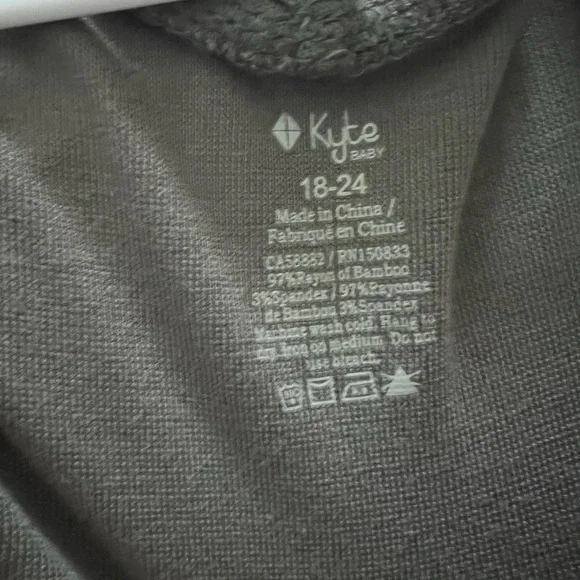 Kyte
BABY
18-24
Made in China /
Fabriqué en Chine
CA58852 / RN150833
97%Rayon of Bamboo
3%Spandex / 97%Rayonne
de Bambou 3%Spandex
Machine wash cold. Hang to
dry. Iron on medium. Do not
use bleach.